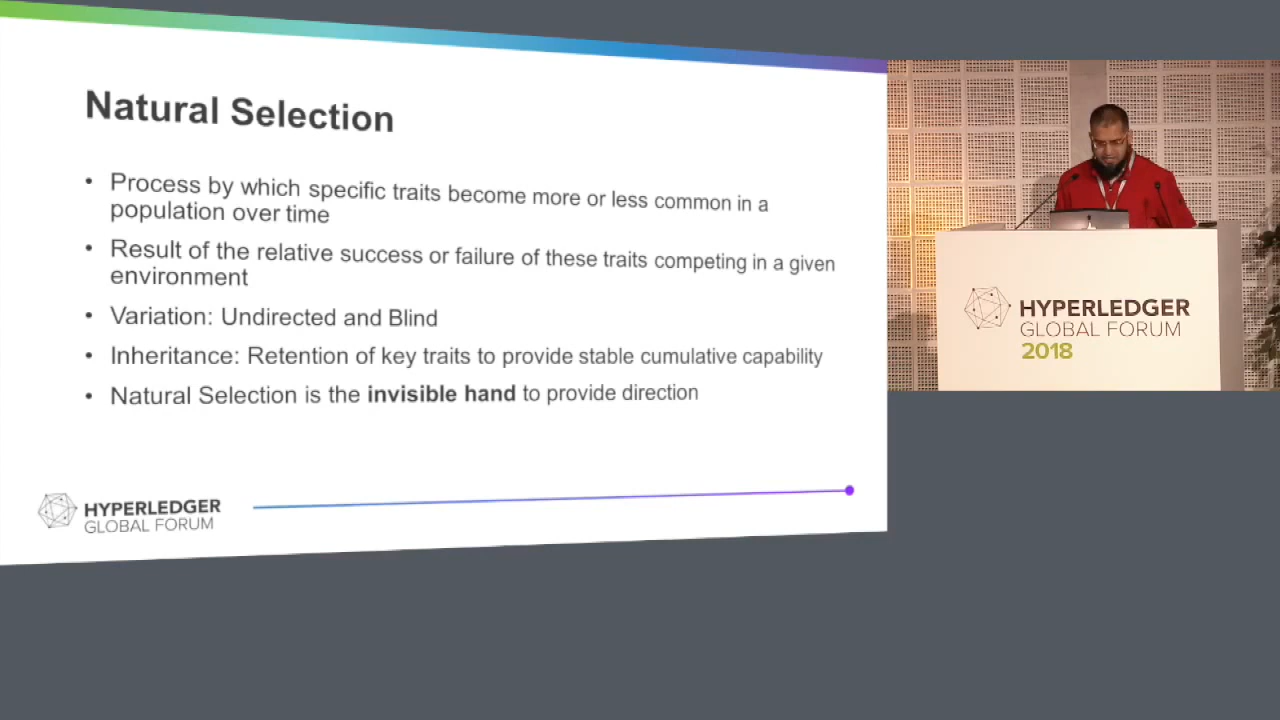 Natural Selection
• Process by which specific traits become more or less common in a
population over time
• Result of the relative success or failure of these traits competing in a given
environment
• Variation: Undirected and Blind
• Inheritance: Retention of key traits to provide stable cumulative capability
• Natural Selection is the invisible hand to provide direction
HYPERLEDGER
GLOBAL FORUM
HYPERLEDGER
GLOBAL FORUM
2018